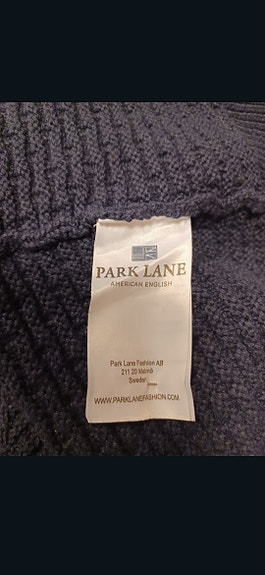 PARK LANE
AMERICAN ENGLISH
Park Lane Fashion AB
211 20 Malmö
Sweden
WWW.PARKLANEFASHION.COM